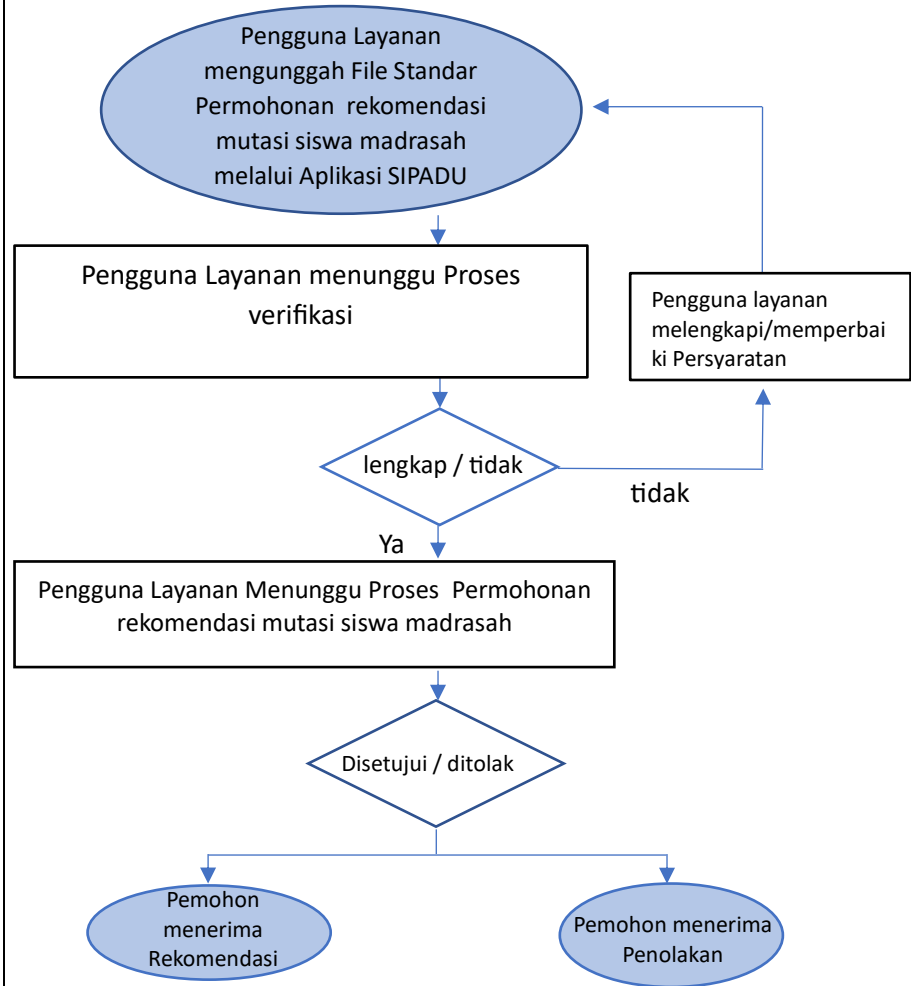 Pengguna Layanan
mengunggah File Standar
Permohonan rekomendasi
mutasi siswa madrasah
melalui Aplikasi SIPADU
Pengguna Layanan menunggu Proses
verifikasi
Pengguna layanan
melengkapi/memperbai
ki Persyaratan
lengkap / tidak
tidak
Ya
Pengguna Layanan Menunggu Proses Permohonan
rekomendasi mutasi siswa madrasah
Disetujui / ditolak
Pemohon
menerima
Rekomendasi
Pemohon menerima
Penolakan